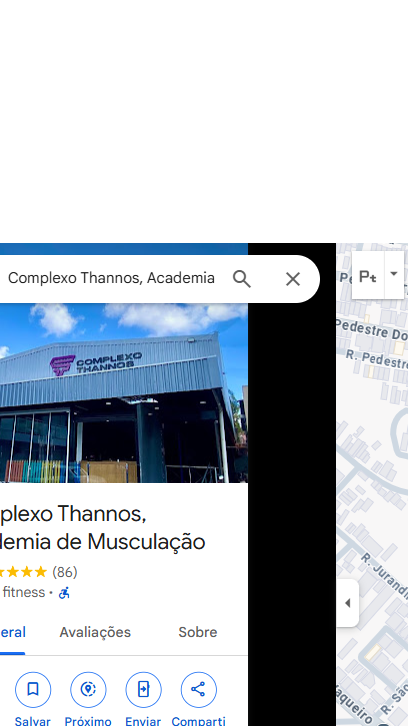 Complexo Thannos, Academia
Pt
Pedestre Do
R. Pedestre
COMPLEXO
THANNOS
plexo Thannos,
demia de Musculação
(86)
fitness •
eral
Avaliações
Sobre
R. Jurandi
Salvar
Próximo
Enviar
Comparti
aqueiro